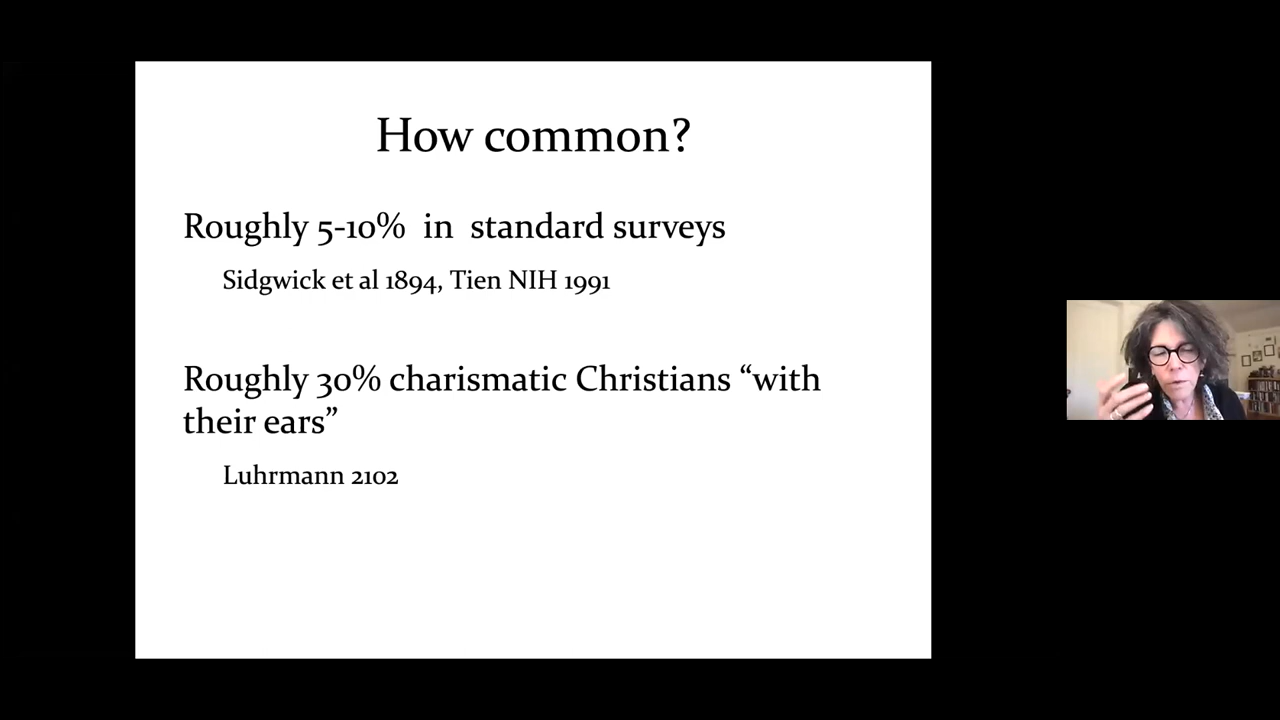 How common?
Roughly 5-10% in standard surveys
Sidgwick et al 1894, Tien NIH 1991
Roughly 30% charismatic Christians “with
their ears”
Luhrmann 2102